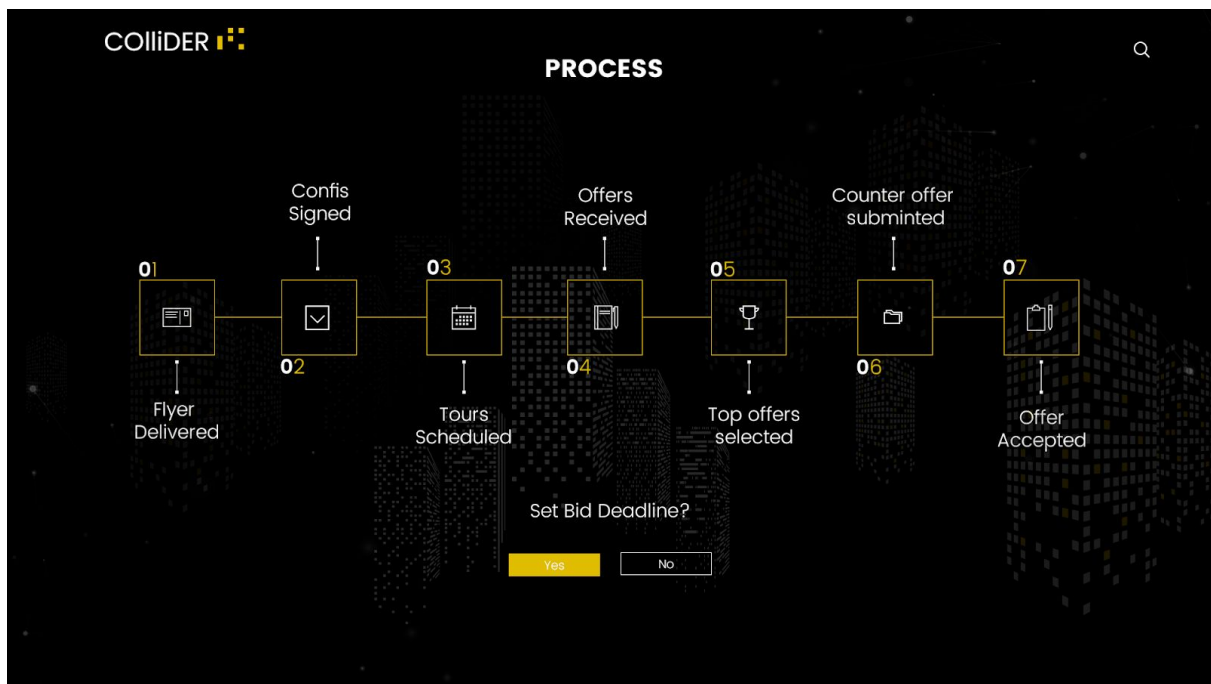 COlliDER
PROCESS
01
Flyer
Delivered
Confis
Signed
02
03
Tours
Scheduled
Offers
Received
04
05
Top offers
selected
Counter offer
subminted
06
07
Offer
Accepted
Set Bid Deadline?
Yes
No